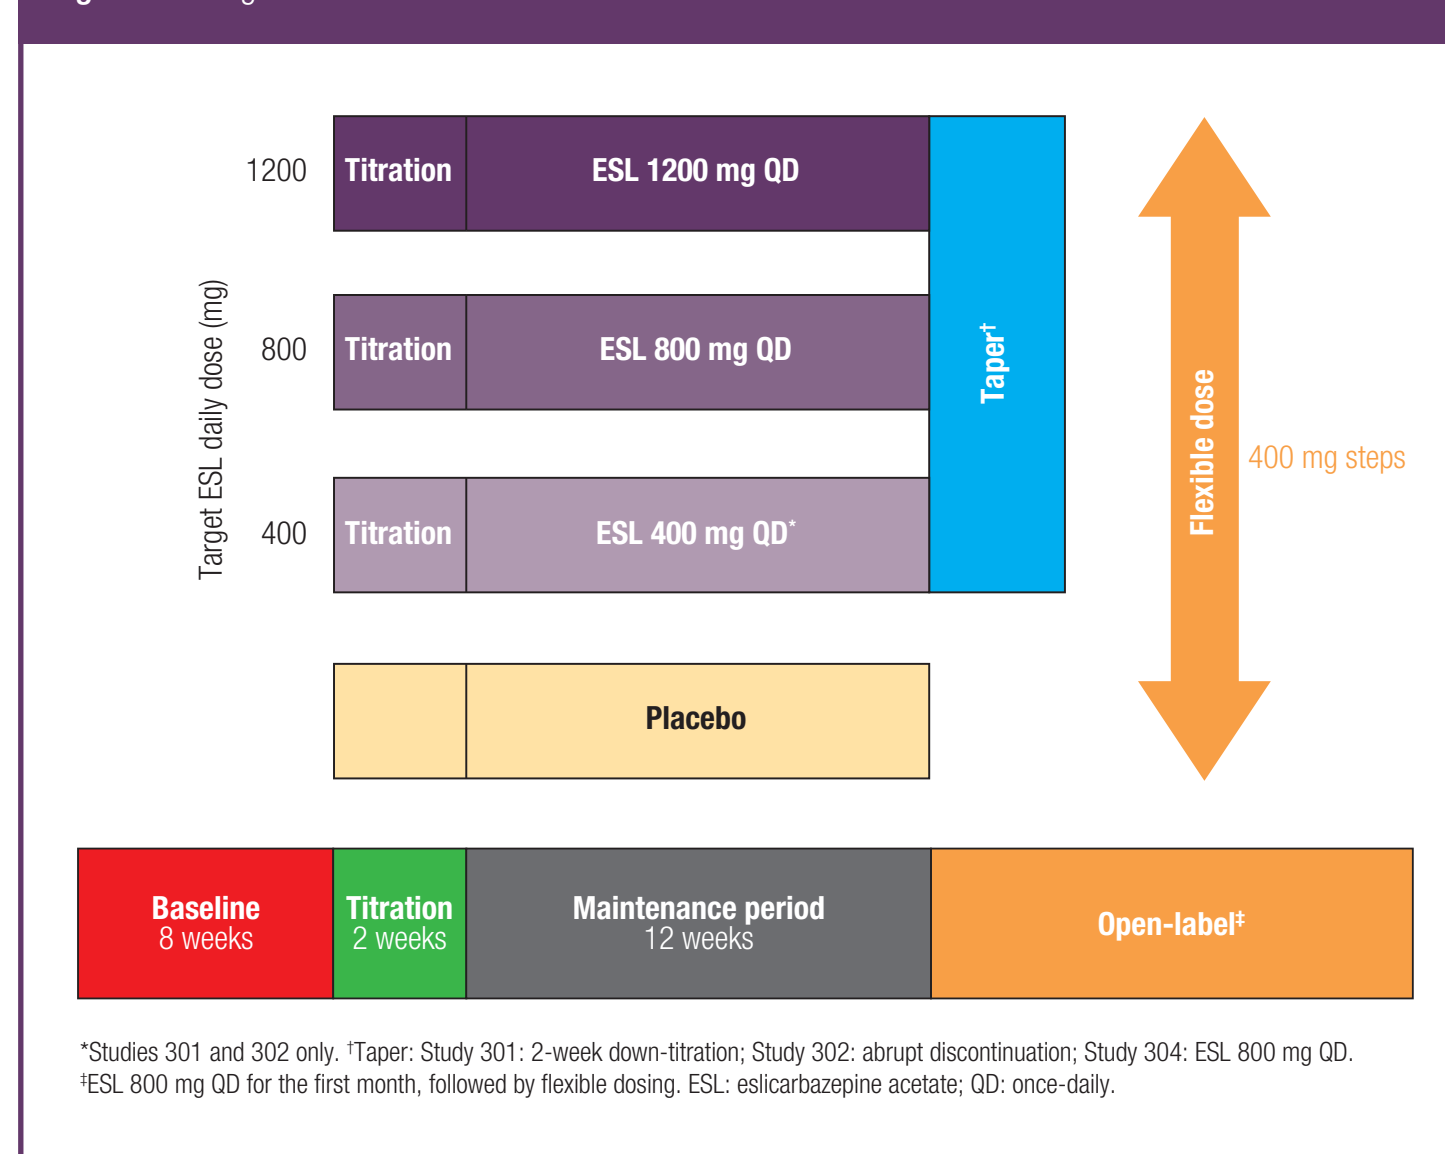 1200
Titration
ESL 1200 mg QD
800
Titration
ESL 800 mg QD
400
Titration
ESL 400 mg QD*
Target ESL daily dose (mg)
Taper†
Flexible dose
400 mg steps
Placebo
Baseline
8 weeks
Titration
2 weeks
Maintenance period
12 weeks
Open-label‡
*Studies 301 and 302 only. †Taper: Study 301: 2-week down-titration; Study 302: abrupt discontinuation; Study 304: ESL 800 mg QD.
‡ESL 800 mg QD for the first month, followed by flexible dosing. ESL: eslicarbazepine acetate; QD: once-daily.